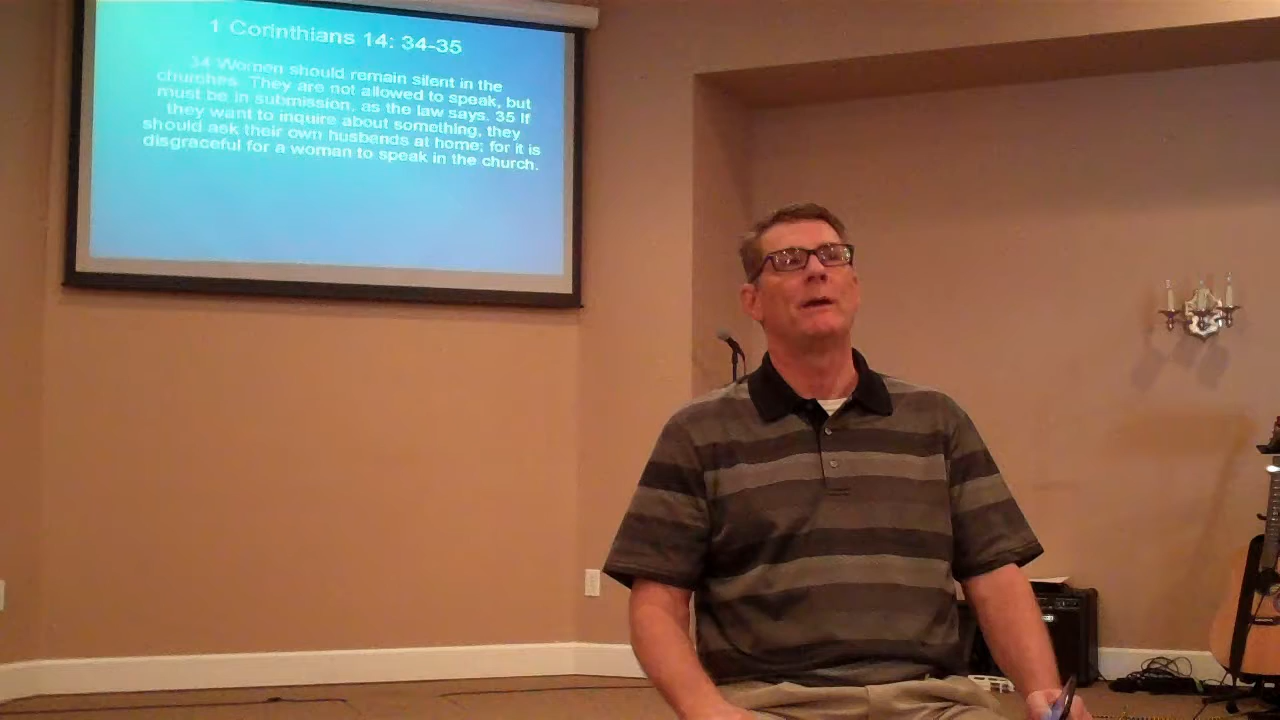 1 Corinthians 14: 34-35
34 Women should remain silent in the
churches. They are not allowed to speak, but
must be in submission, as the law says. 35 If
they want to inquire about something, they
should ask their own husbands at home; for it is
disgraceful for a woman to speak in the church.